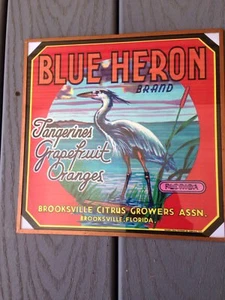 BLUE HERON
BRAND
Tangerines
Grapefruit
Oranges
FLORIDA
BROOKSVILLE CITRUS GROWERS ASSN.
BROOKSVILLE, FLORIDA